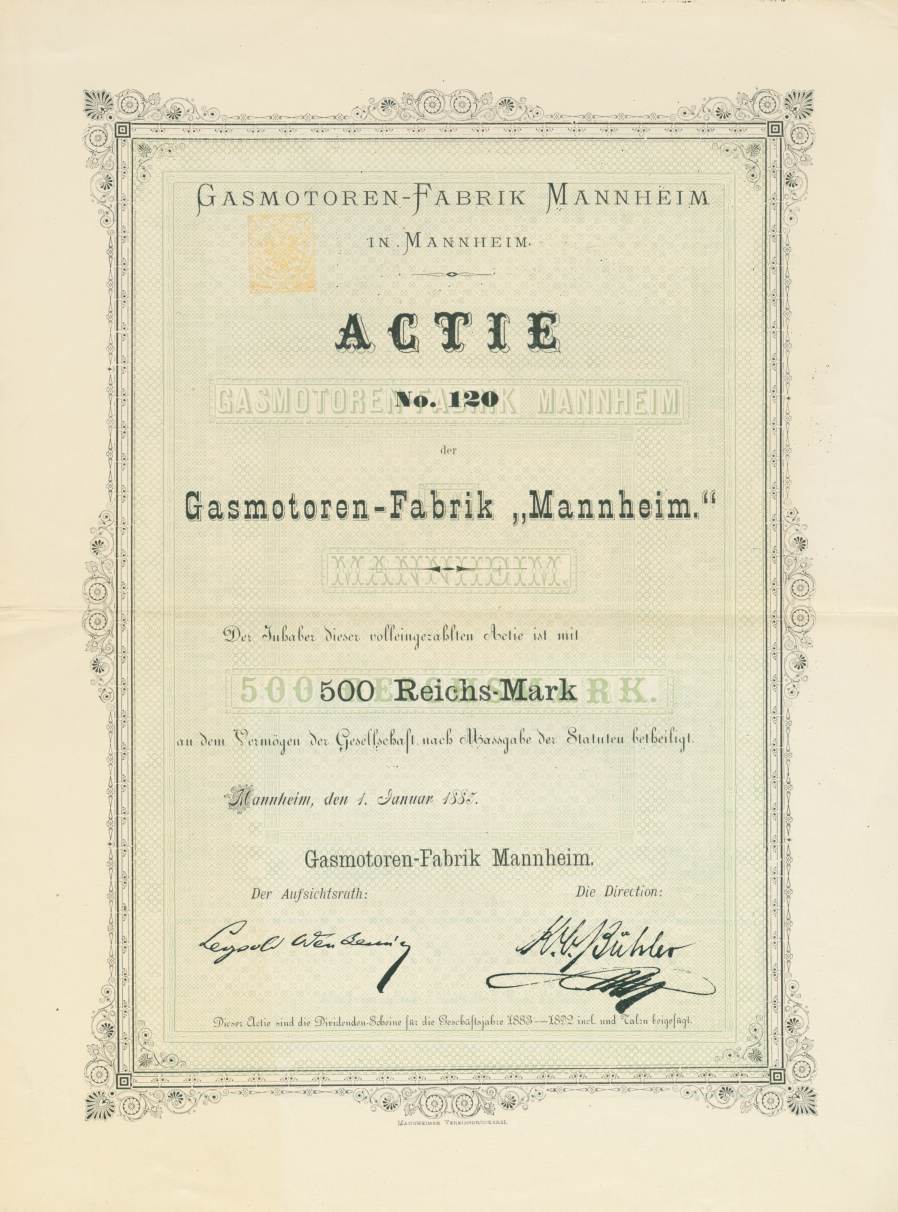 GASMOTOREN-FABRIK MANNHEIM
IN MANNHEIM.
ACTIE
GASMOTOREN-FABRIK MANNHEIM
No. 120
der
Gasmotoren-Fabrik „Mannheim.“
MANNHEIM.
Der Inhaber dieser volleingezahlten Actie ist mit
500 REICHSMARK.
500 Reichs-Mark
an dem Vermögen der Gesellschaft nach Massgabe der Statuten betheiligt.
Mannheim, den 1. Januar 1883.
Gasmotoren-Fabrik Mannheim.
Der Aufsichtsrath: Die Direction:
Leopold K. Bühler
Dieser Actie sind die Dividenden-Scheine für die Geschäftsjahre 1883—1892 incl. und Talon beigefügt.
MANNHEIMER VEREINSDRUCKEREI.